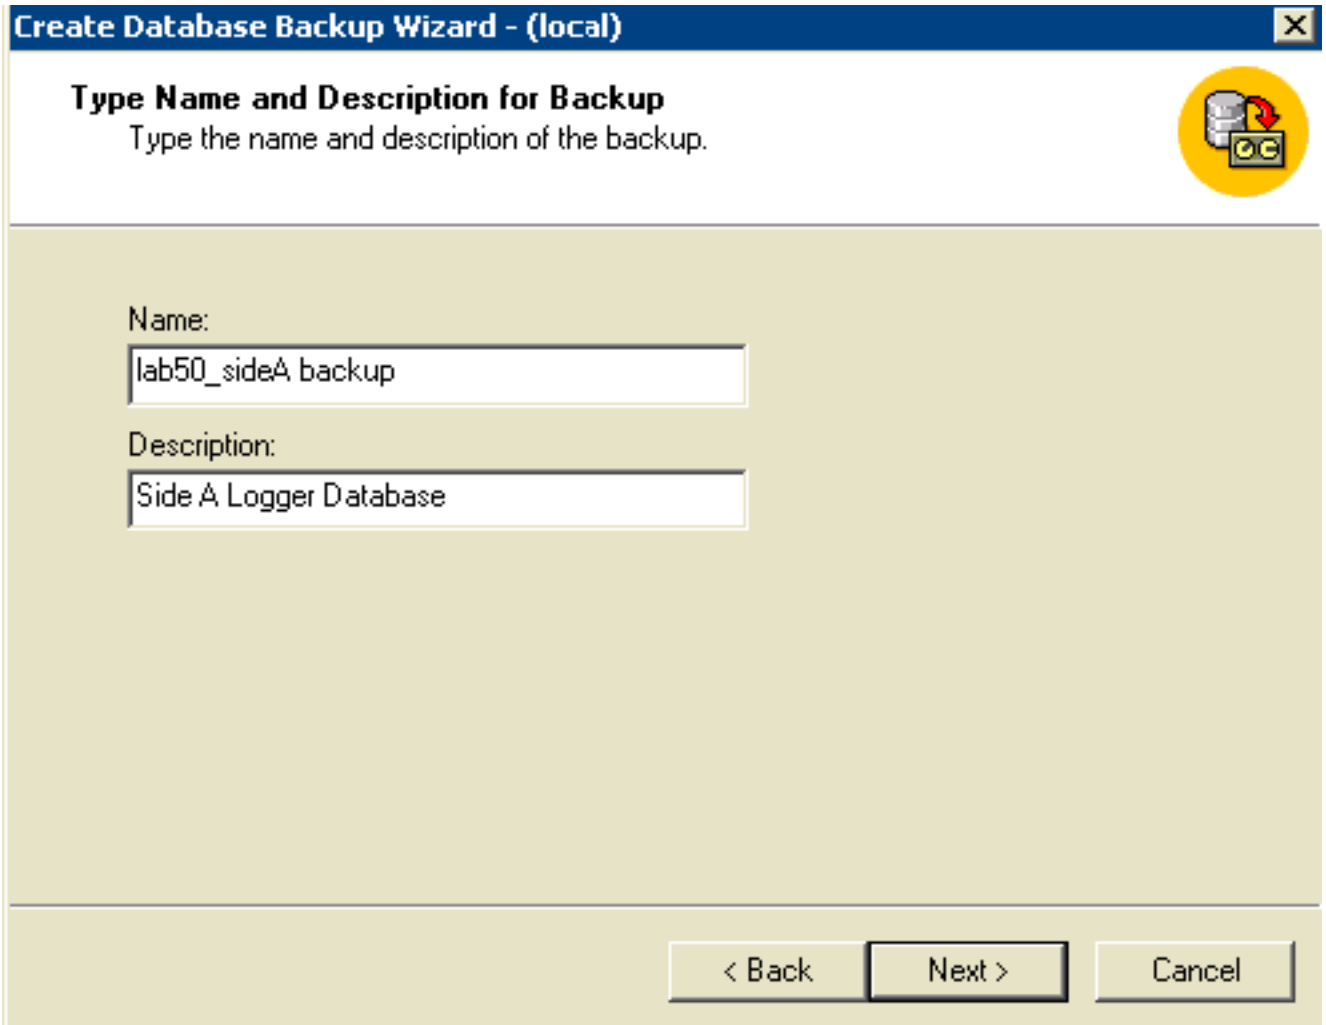 Create Database Backup Wizard - (local)
Type Name and Description for Backup
Type the name and description of the backup.
Name:
lab50_sideA backup
Description:
Side A Logger Database
< Back
Next >
Cancel